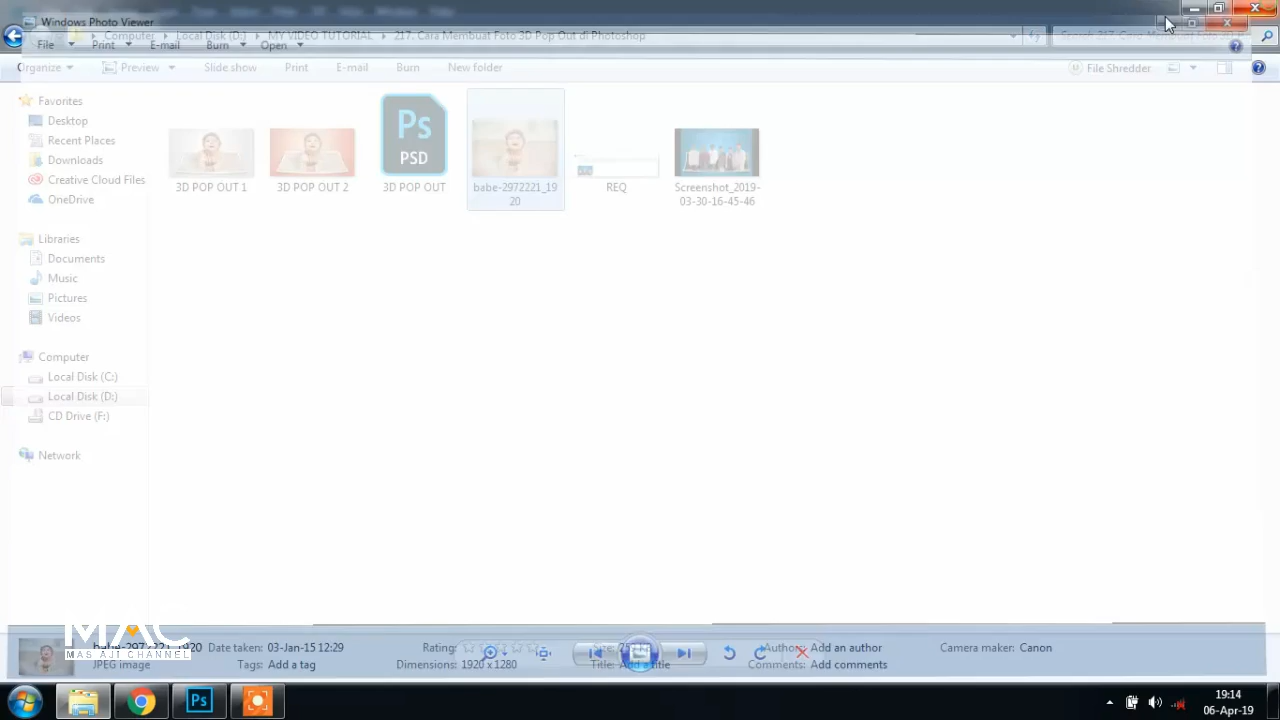 Windows Photo Viewer
Computer Local Disk (D:) MY VIDEO TUTORIAL 217. Cara Membuat Foto 3D Pop Out di Photoshop
File Print E-mail Burn Open
Organize Preview Slide show Print E-mail Burn New folder File Shredder
Favorites
Desktop
Recent Places
Downloads
Creative Cloud Files
OneDrive
Libraries
Documents
Music
Pictures
Videos
Computer
Local Disk (C:)
Local Disk (D:)
CD Drive (F:)
Network
Ps
PSD
3D POP OUT 1
3D POP OUT 2
3D POP OUT
babe-2972221_19
20
REQ
Screenshot_2019-
03-30-16-45-46
babe-2972221_1920 Date taken: 03-Jan-15 12:29 Rating: Authors: Add an author Camera maker: Canon
JPEG image Tags: Add a tag Dimensions: 1920 x 1280 Title: Add a title Comments: Add comments
MAC
MAS AJI CHANNEL
Ps
19:14
06-Apr-19